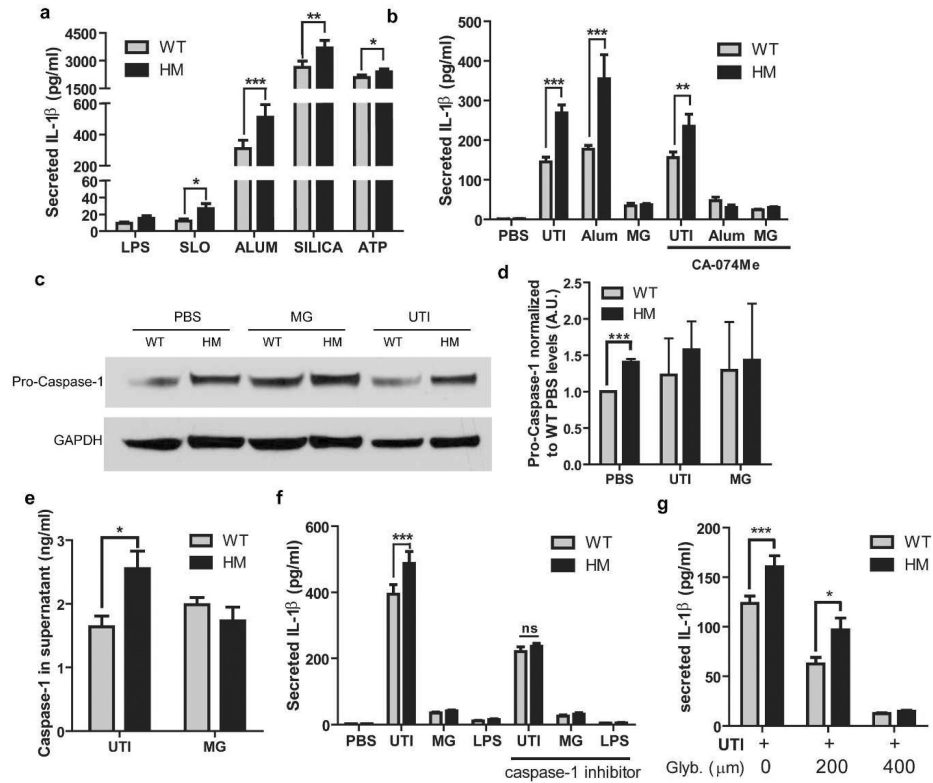 a
Secreted IL-1β (pg/ml)
4500
3000
1500
600
400
200
60
40
20
0
WT
HM
*
***
**
*
LPS SLO ALUM SILICA ATP
b
Secreted IL-1β (pg/ml)
400
300
200
100
0
WT
HM
***
***
**
PBS UTI Alum MG UTI Alum MG
CA-074Me
c
PBS MG UTI
WT HM WT HM WT HM
Pro-Caspase-1
GAPDH
d
Pro-Caspase-1 normalized
to WT PBS levels (A.U.)
2.5
2.0
1.5
1.0
0.5
0.0
WT
HM
***
PBS UTI MG
e
Caspase-1 in supernatant (ng/ml)
3
2
1
0
WT
HM
*
UTI MG
f
Secreted IL-1β (pg/ml)
600
400
200
0
WT
HM
***
ns
PBS UTI MG LPS UTI MG LPS
caspase-1 inhibitor
g
secreted IL-1β (pg/ml)
200
150
100
50
0
WT
HM
***
*
UTI + + +
Glyb. (μm) 0 200 400